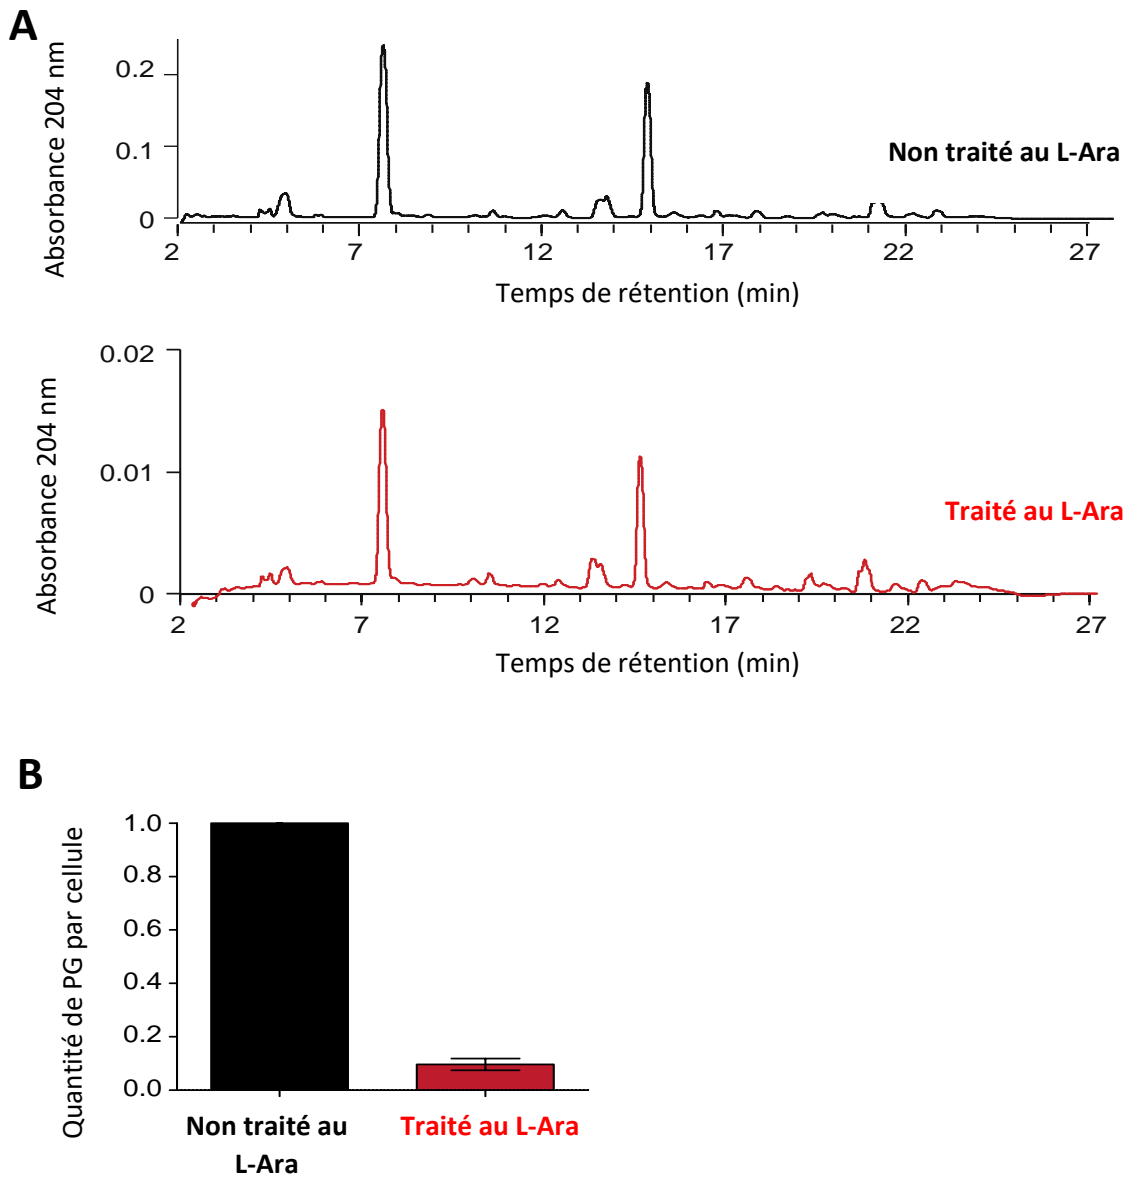 A
Absorbance 204 nm
0.2
0.1
0
Non traité au L-Ara
2 7 12 17 22 27
Temps de rétention (min)
Absorbance 204 nm
0.02
0.01
0
Traité au L-Ara
2 7 12 17 22 27
Temps de rétention (min)
B
Quantité de PG par cellule
1.0
0.8
0.6
0.4
0.2
0.0
Non traité au
L-Ara
Traité au L-Ara